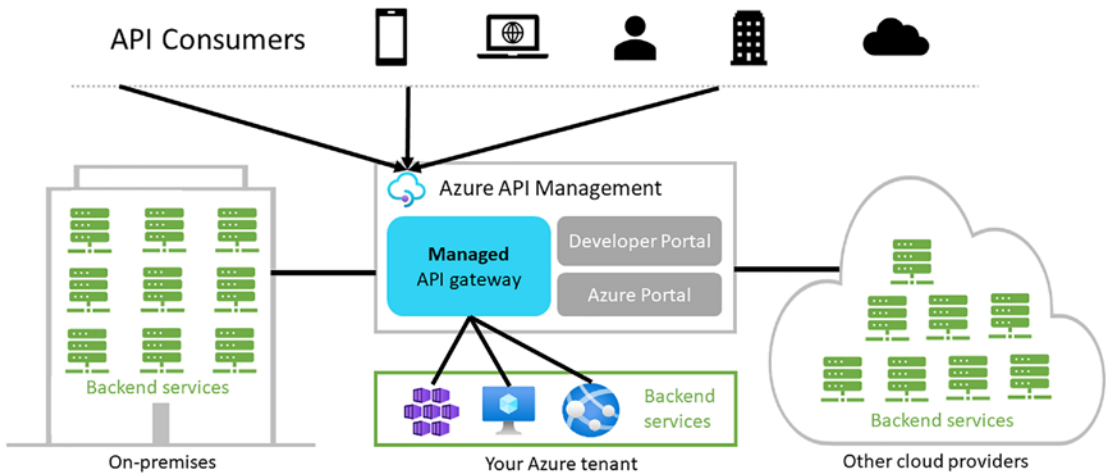 API Consumers
Azure API Management
Managed
API gateway
Developer Portal
Azure Portal
Backend services
Backend
services
Backend services
On-premises
Your Azure tenant
Other cloud providers